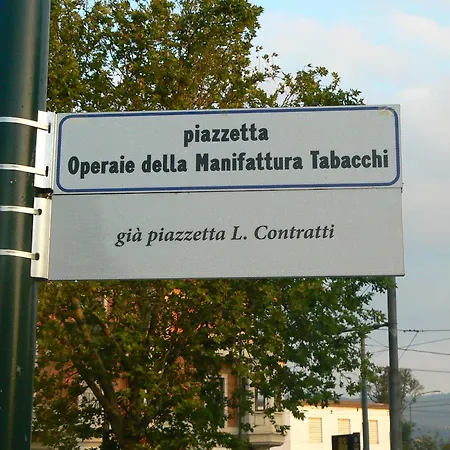 piazzetta
Operaie della Manifattura Tabacchi
già piazzetta L. Contratti